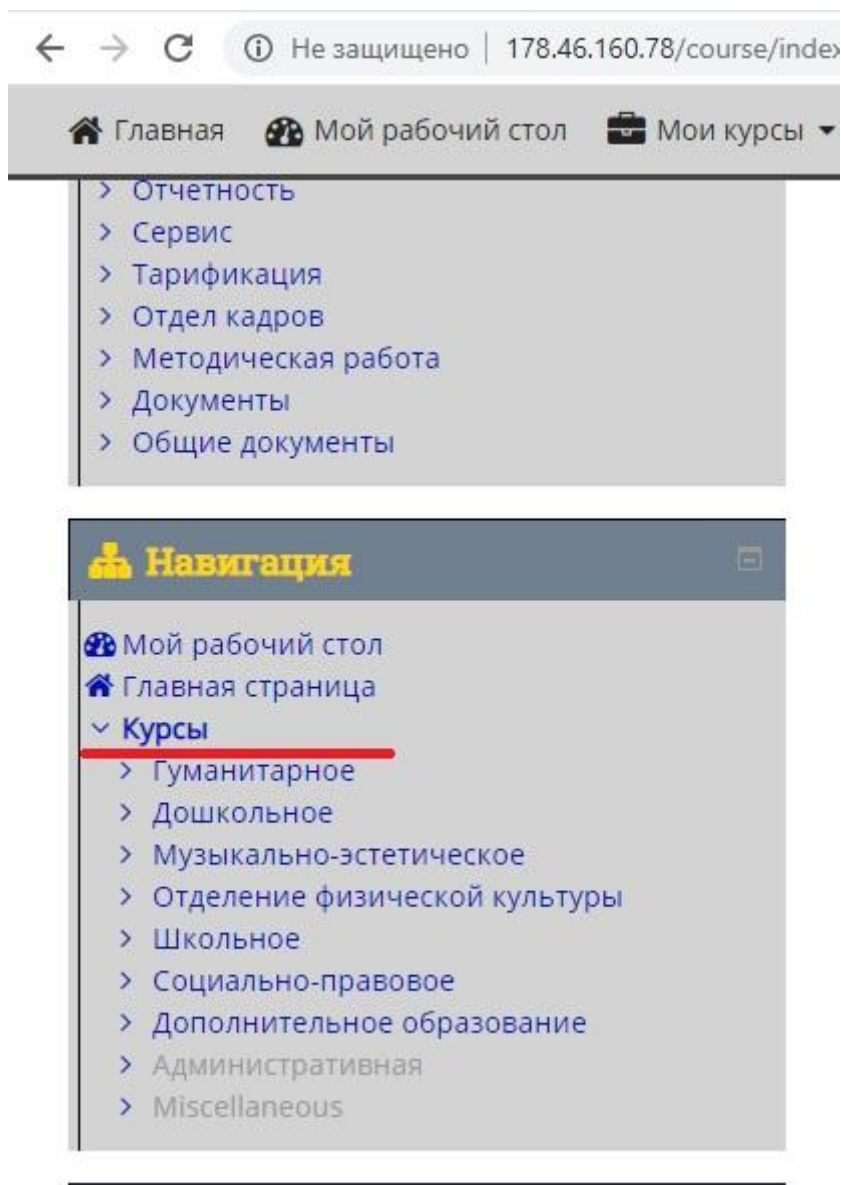 Не защищено | 178.46.160.78/course/index
Главная Мой рабочий стол Мои курсы
Отчетность
Сервис
Тарификация
Отдел кадров
Методическая работа
Документы
Общие документы
Навигация
Мой рабочий стол
Главная страница
Курсы
Гуманитарное
Дошкольное
Музыкально-эстетическое
Отделение физической культуры
Школьное
Социально-правовое
Дополнительное образование
Административная
Miscellaneous